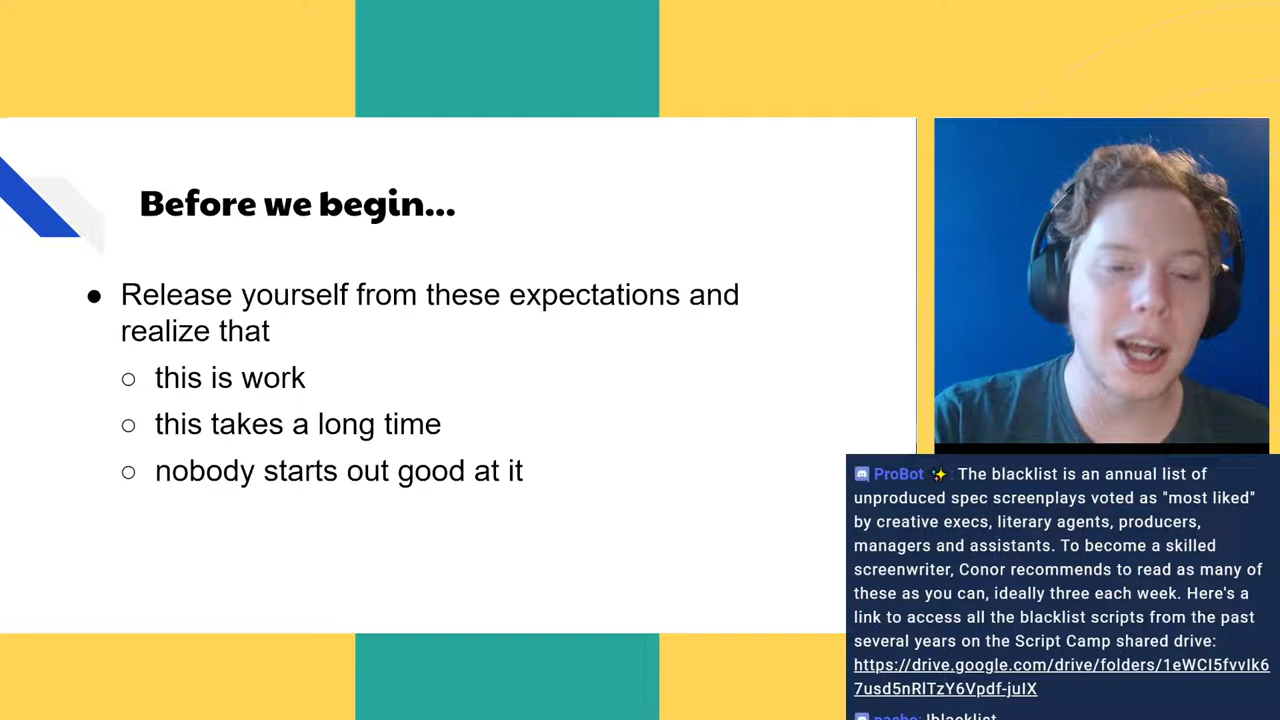 Before we begin...
● Release yourself from these expectations and
realize that
○ this is work
○ this takes a long time
○ nobody starts out good at it
ProBot ✨: The blacklist is an annual list of
unproduced spec screenplays voted as "most liked"
by creative execs, literary agents, producers,
managers and assistants. To become a skilled
screenwriter, Conor recommends to read as many of
these as you can, ideally three each week. Here's a
link to access all the blacklist scripts from the past
several years on the Script Camp shared drive:
https://drive.google.com/drive/folders/1eWCI5fvvIk6
7usd5nRlTzY6Vpdf-juIX
!blacklist